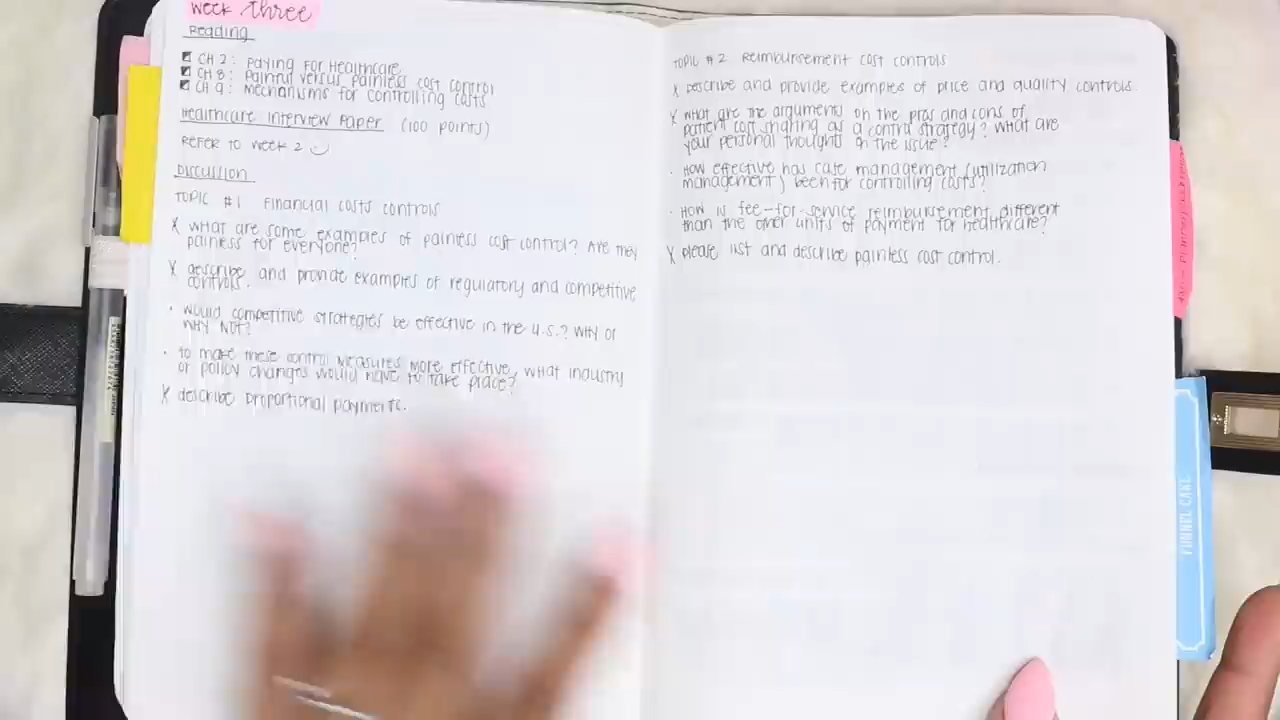 week three
Reading
CH 2: Paying for Healthcare
CH 8: Painful versus painless cost control
CH 9: Mechanisms for controlling costs
Healthcare Interview Paper (100 points)
Refer to week 2
Discussion
TOPIC #1 Financial costs controls
X what are some examples of painless cost control? Are they
painless for everyone?
X describe and provide examples of regulatory and competitive
controls.
· would competitive strategies be effective in the U.S.? WHY or
WHY NOT?
· to make these control measures more effective, what industry
or policy changes would have to take place?
X describe proportional payments.
TOPIC #2 Reimbursement cost controls
X describe and provide examples of price and quality controls.
X what are the arguments on the pros and cons of
patient cost sharing as a control strategy? What are
your personal thoughts on the issue?
· How effective has case management (utilization
management) been for controlling costs?
· How is fee-for-service reimbursement different
than the other units of payment for healthcare?
X please list and describe painless cost control.
FUNNEL CAKE